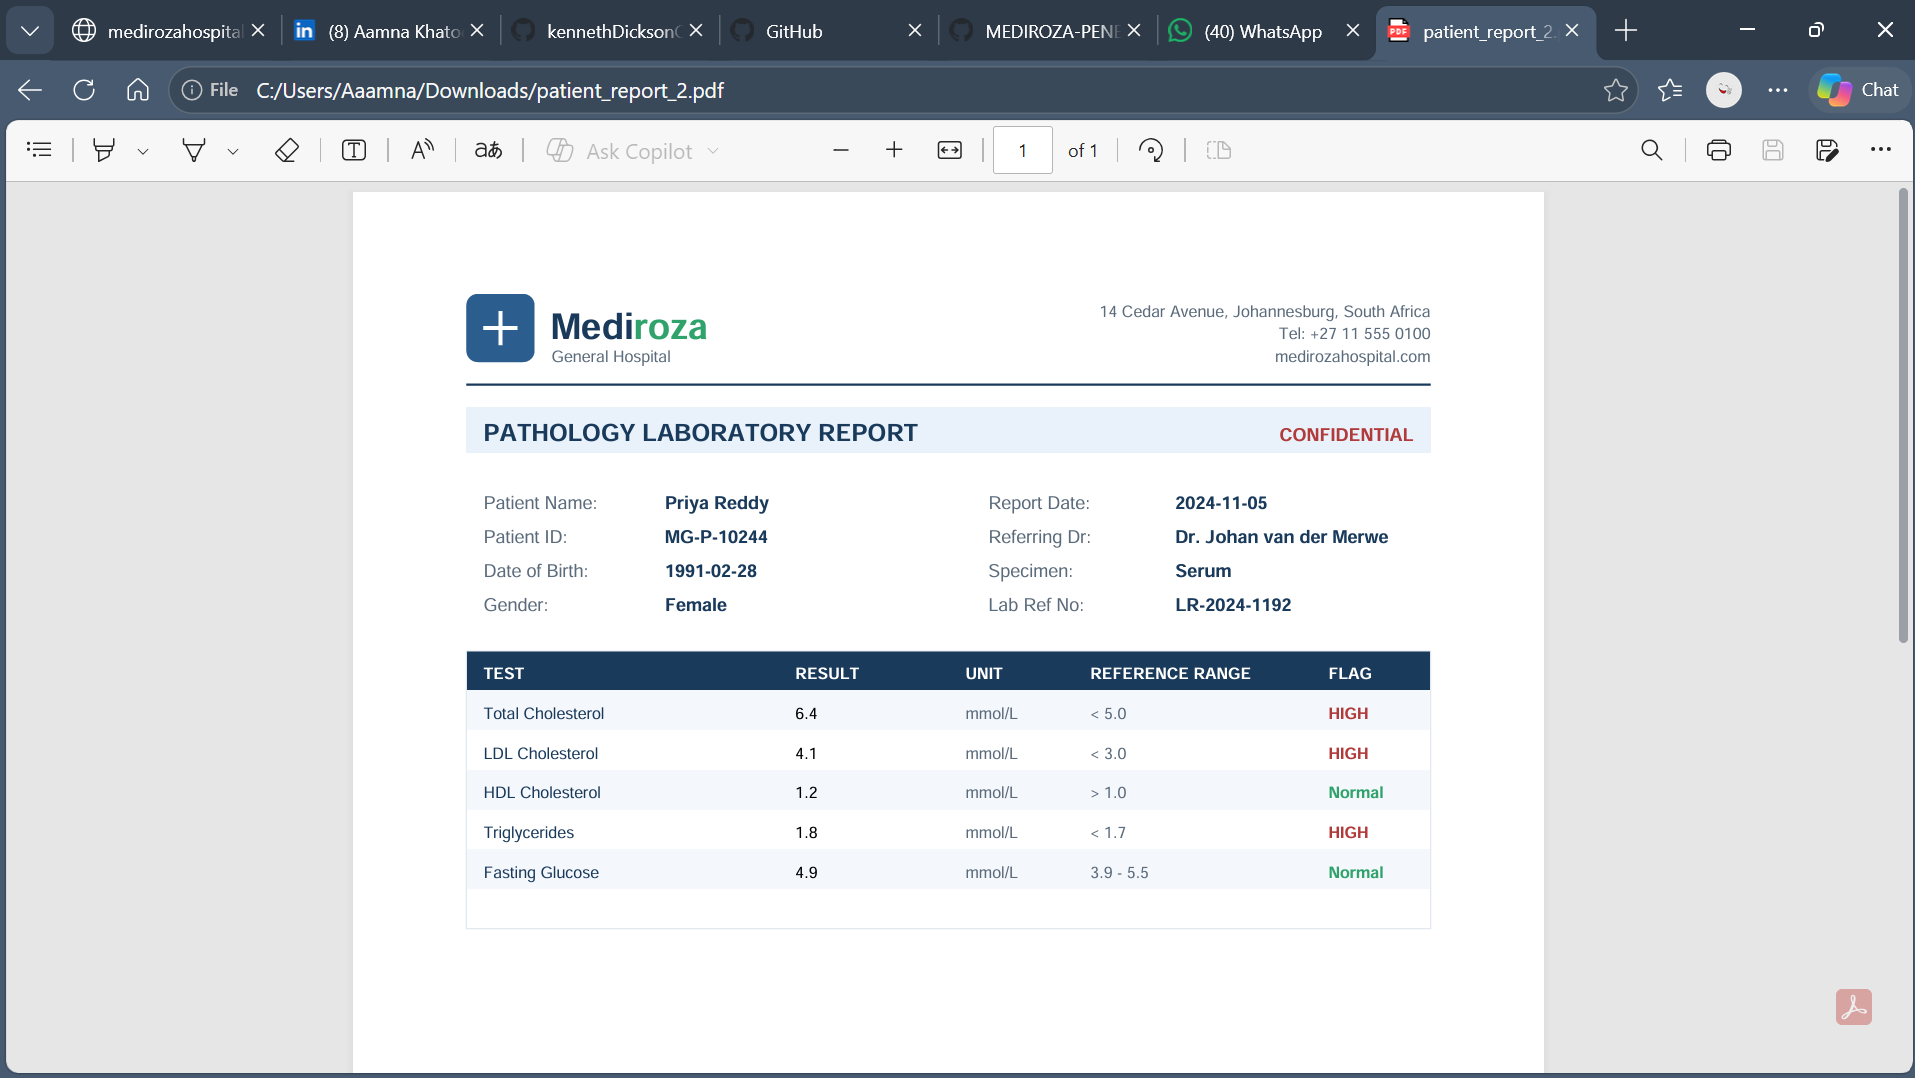 medirozahospital
(8) Aamna Khato
kennethDicksonC
GitHub
MEDIROZA-PENE
(40) WhatsApp
patient_report_2.
File C:/Users/Aaamna/Downloads/patient_report_2.pdf
Chat
Ask Copilot
1 of 1
Mediroza
General Hospital
14 Cedar Avenue, Johannesburg, South Africa
Tel: +27 11 555 0100
medirozahospital.com
PATHOLOGY LABORATORY REPORT CONFIDENTIAL
Patient Name: Priya Reddy Report Date: 2024-11-05
Patient ID: MG-P-10244 Referring Dr: Dr. Johan van der Merwe
Date of Birth: 1991-02-28 Specimen: Serum
Gender: Female Lab Ref No: LR-2024-1192
TEST RESULT UNIT REFERENCE RANGE FLAG
Total Cholesterol 6.4 mmol/L < 5.0 HIGH
LDL Cholesterol 4.1 mmol/L < 3.0 HIGH
HDL Cholesterol 1.2 mmol/L > 1.0 Normal
Triglycerides 1.8 mmol/L < 1.7 HIGH
Fasting Glucose 4.9 mmol/L 3.9 - 5.5 Normal